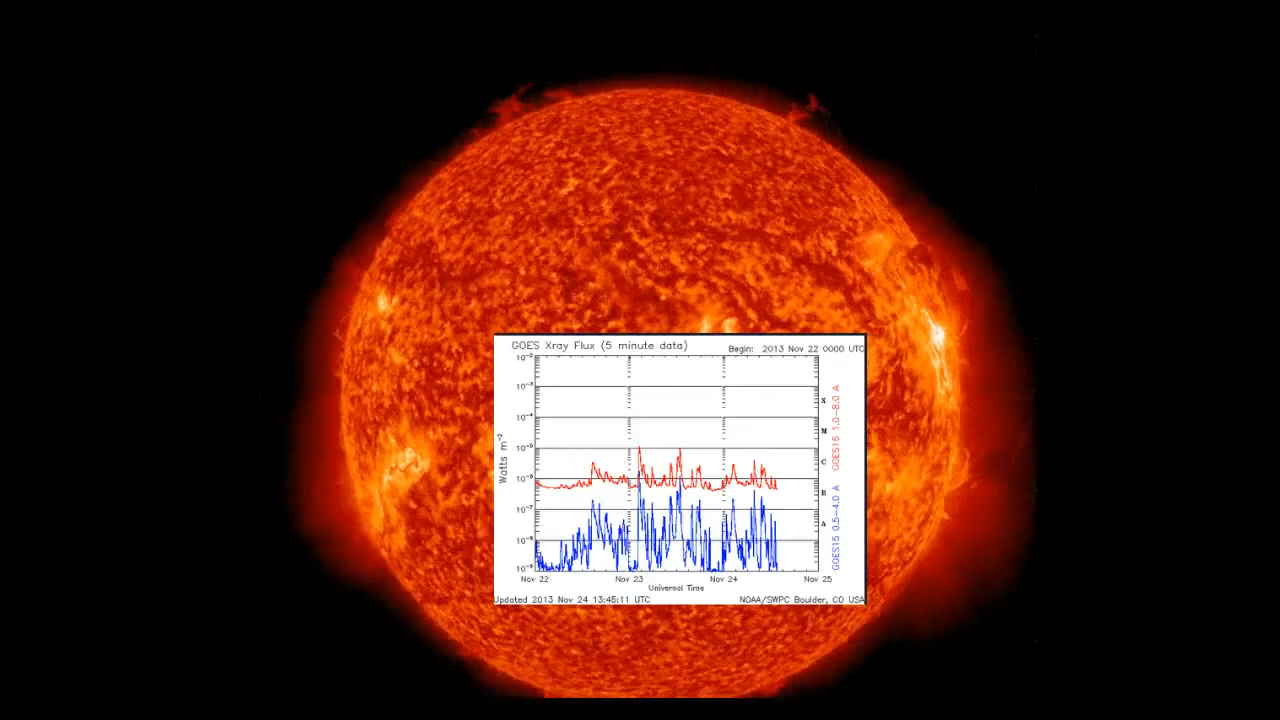 GOES Xray Flux (5 minute data)
Begin: 2013 Nov 22 0000 UTC
10⁻²
10⁻³
10⁻⁴
10⁻⁵
10⁻⁶
10⁻⁷
10⁻⁸
10⁻⁹
Watts m⁻²
X
M
C
B
A
GOES15 1.0-8.0 A
GOES15 0.5-4.0 A
Nov 22
Nov 23
Nov 24
Nov 25
Universal Time
Updated 2013 Nov 24 13:45:11 UTC
NOAA/SWPC Boulder, CO USA